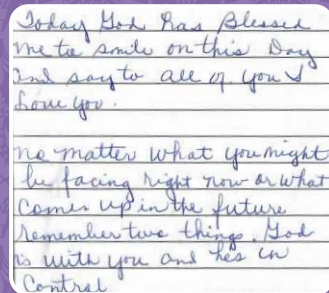 Today God has Blessed
me to smile on this Day
And say to all of you I
Love you.
No matter what you might
be facing right now or what
comes up in the future
remember two things. God
is with you and he's in
Control